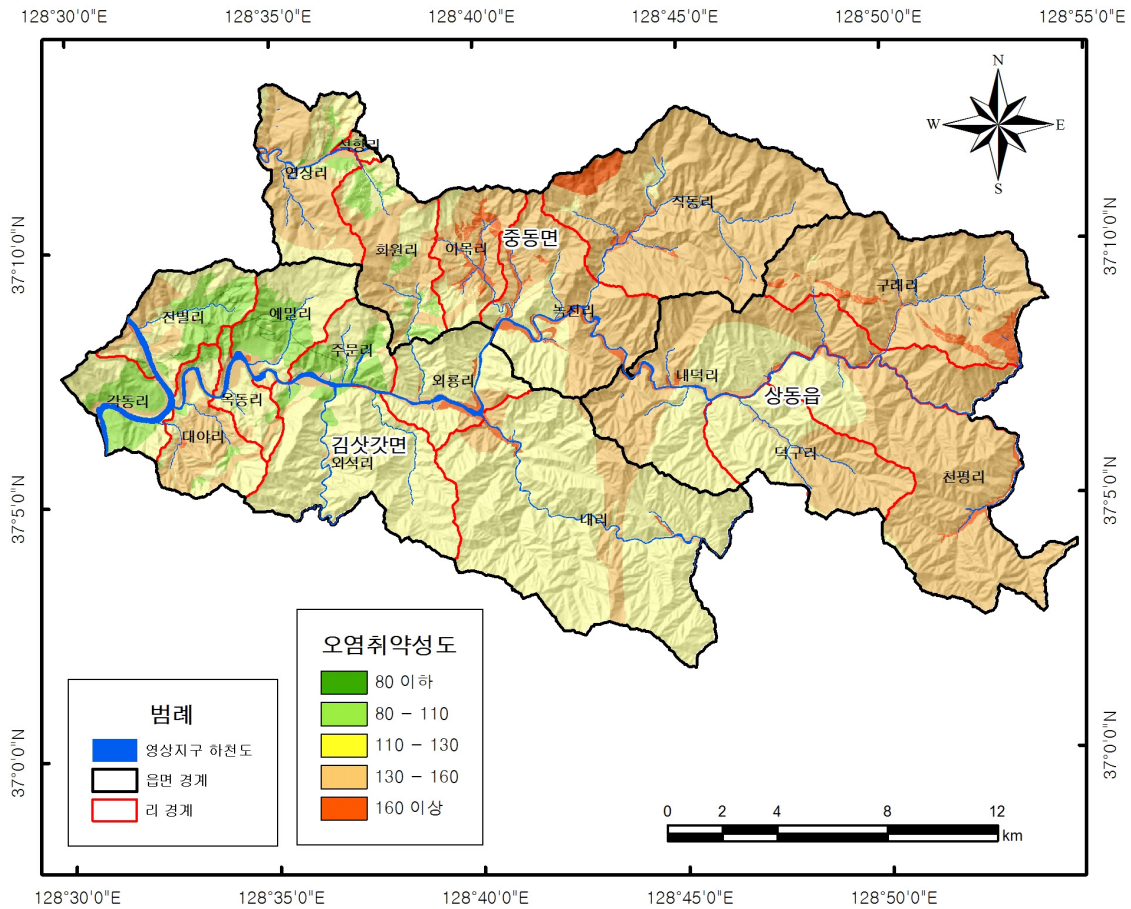 128°30'0"E 128°35'0"E 128°40'0"E 128°45'0"E 128°50'0"E 128°55'0"E
N
W E
S
석항리
연상리
직동리
37°10'0"N 37°10'0"N
화원리 이목리 중동면
구래리
녹전리
예밀리
진별리
주문리
외룡리 내덕리
각동리 옥동리 상동읍
대야리
김삿갓면
와석리 덕구리
천평리
37°5'0"N 37°5'0"N
내리
오염취약성도
80 이하
80 - 110
110 - 130
130 - 160
160 이상
범례
영상지구 하천도
읍면 경계
리 경계
37°0'0"N 37°0'0"N
0 2 4 8 12
km
128°30'0"E 128°35'0"E 128°40'0"E 128°45'0"E 128°50'0"E